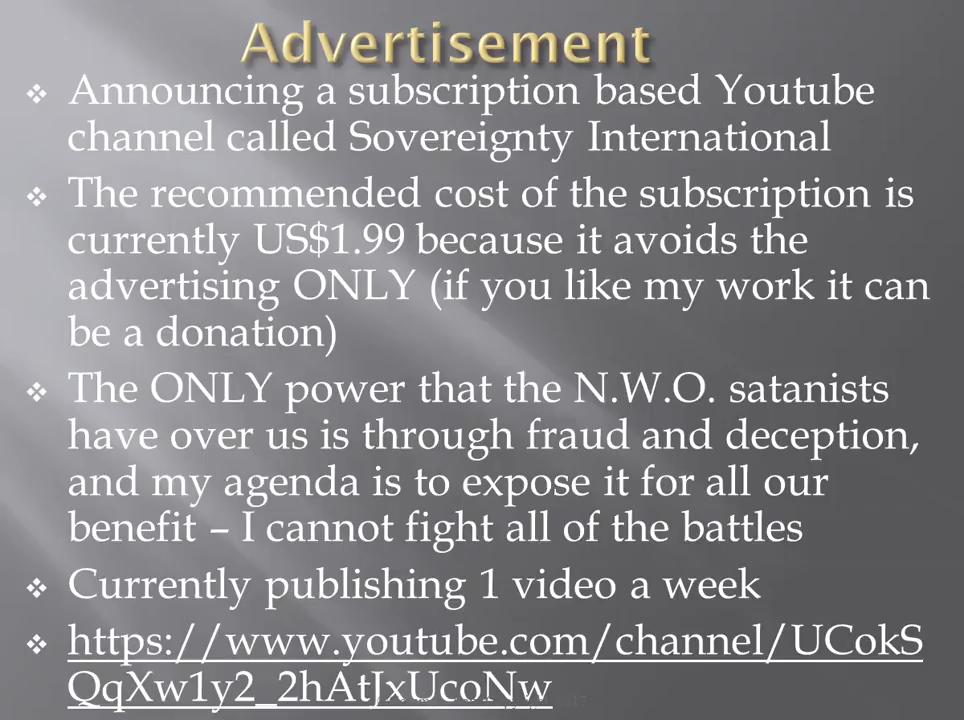 Advertisement
❖ Announcing a subscription based Youtube
channel called Sovereignty International
❖ The recommended cost of the subscription is
currently US$1.99 because it avoids the
advertising ONLY (if you like my work it can
be a donation)
❖ The ONLY power that the N.W.O. satanists
have over us is through fraud and deception,
and my agenda is to expose it for all our
benefit – I cannot fight all of the battles
❖ Currently publishing 1 video a week
❖ https://www.youtube.com/channel/UCokS
QqXw1y2_2hAtJxUcoNw